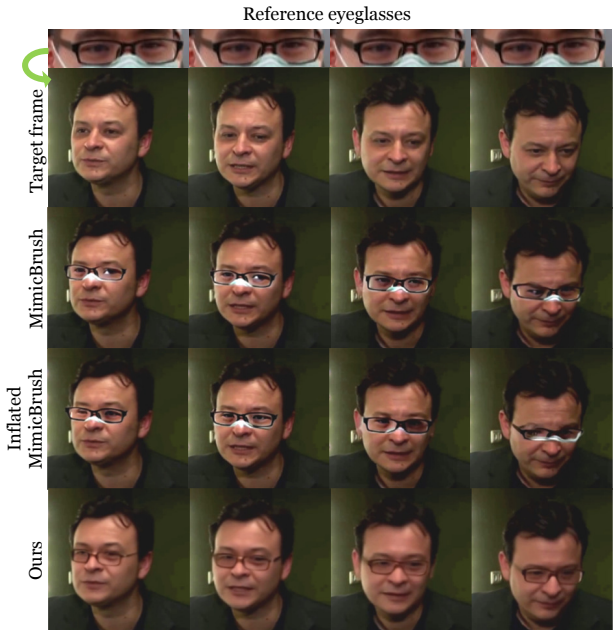 Reference eyeglasses
Target frame
MimicBrush
Inflated
MimicBrush
Ours